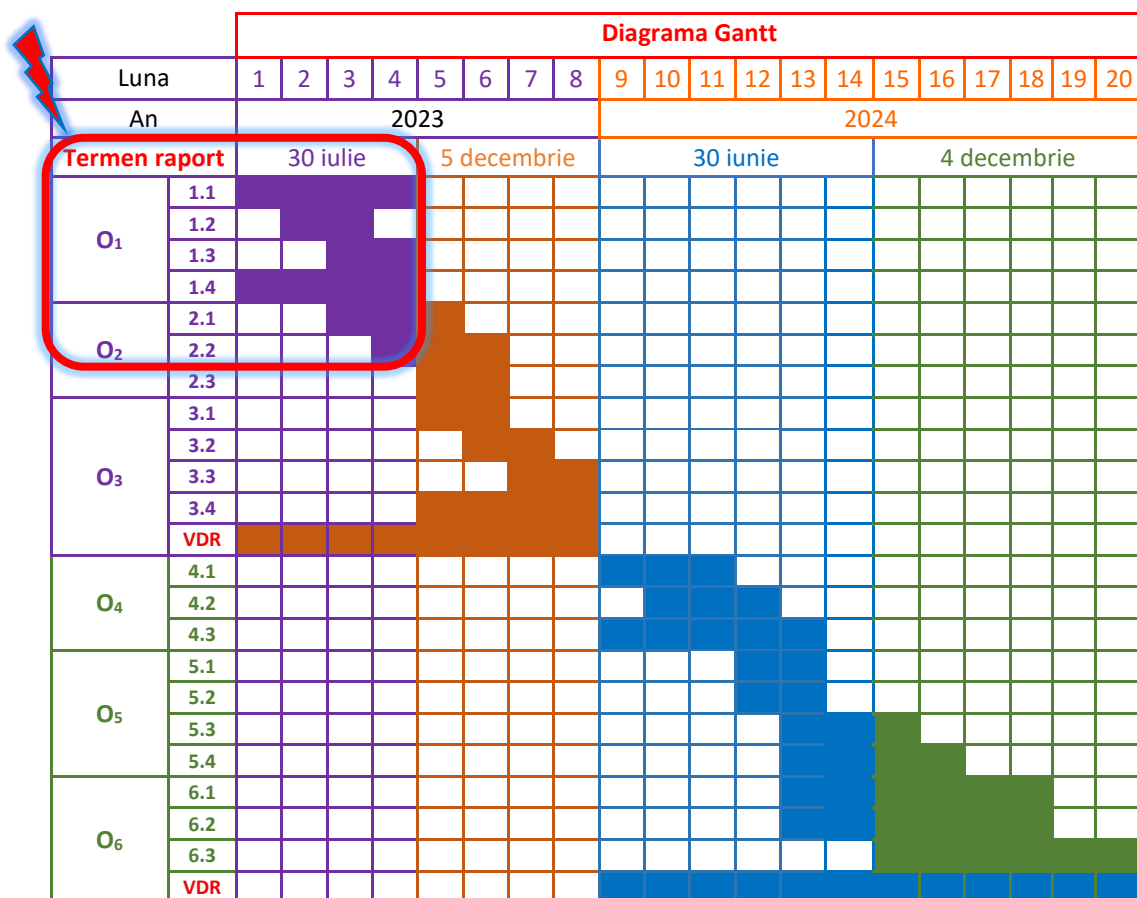 Diagrama Gantt
Luna 1 2 3 4 5 6 7 8 9 10 11 12 13 14 15 16 17 18 19 20
An 2023 2024
Termen raport 30 iulie 5 decembrie 30 iunie 4 decembrie
1.1
1.2
O₁
1.3
1.4
2.1
O₂ 2.2
2.3
3.1
3.2
O₃ 3.3
3.4
VDR
4.1
O₄ 4.2
4.3
5.1
5.2
O₅
5.3
5.4
6.1
6.2
O₆
6.3
VDR